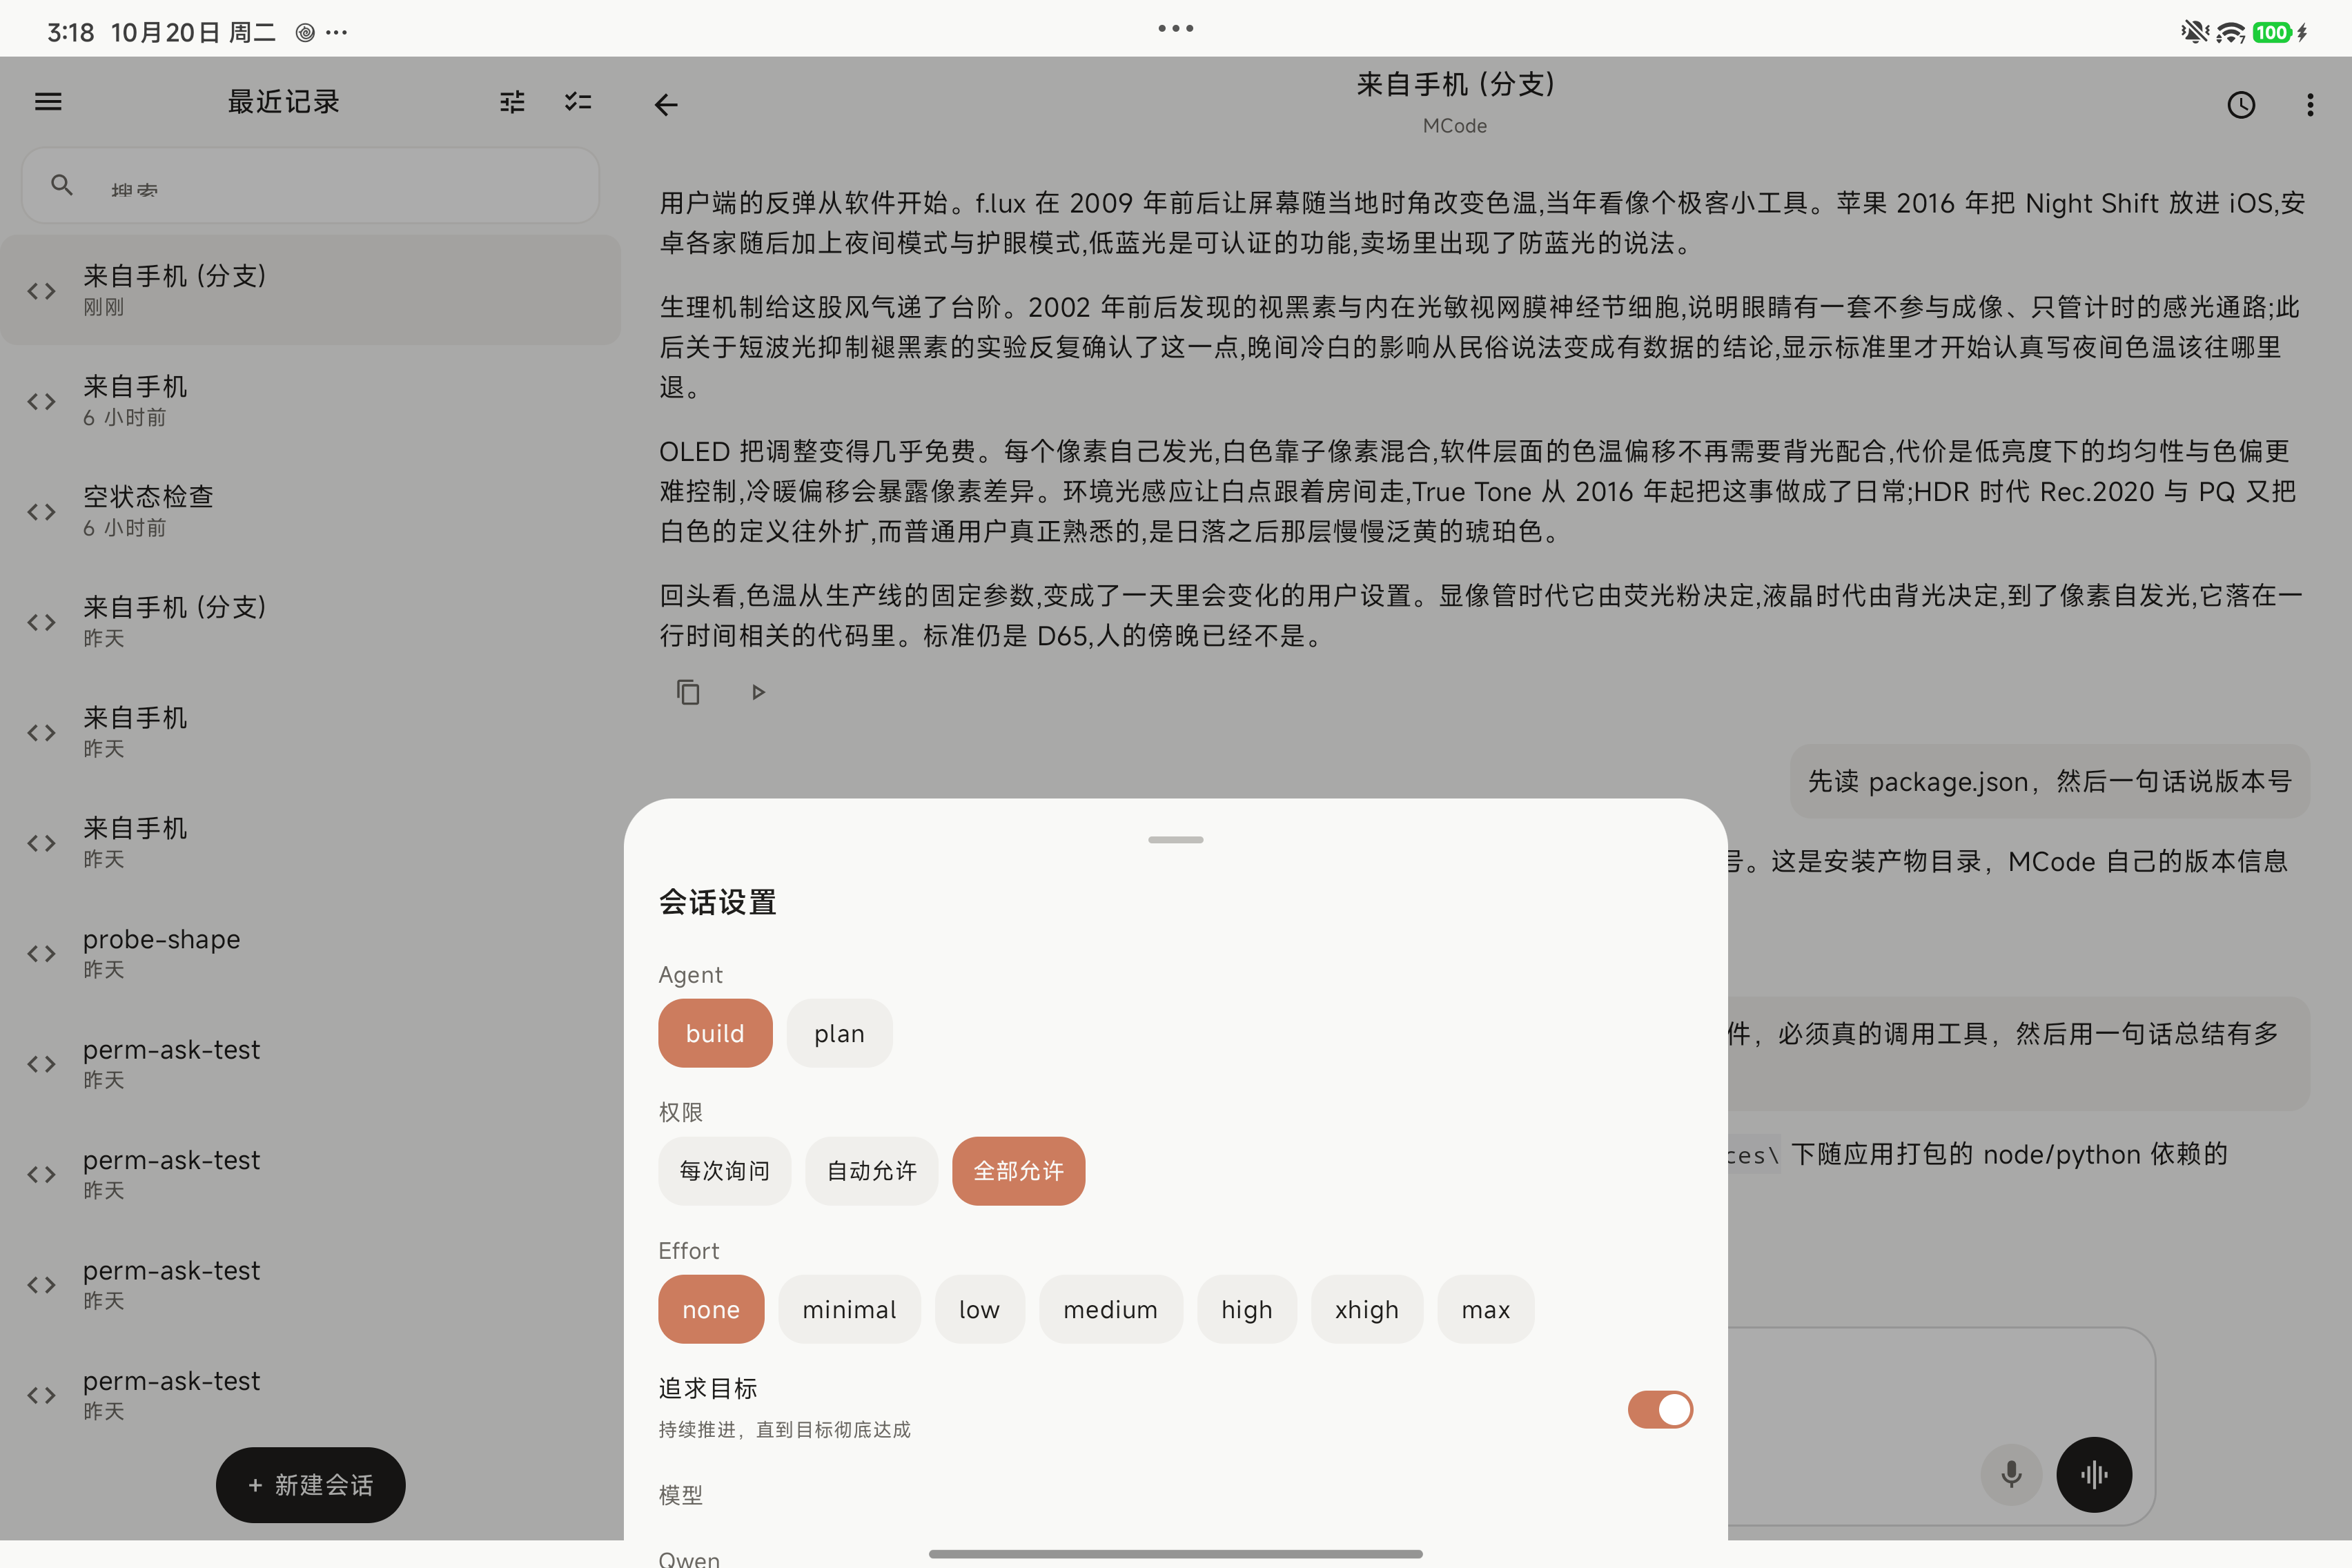 3:18 10月20日 周二
100
最近记录
搜索
来自手机 (分支)
刚刚
来自手机
6 小时前
空状态检查
6 小时前
来自手机 (分支)
昨天
来自手机
昨天
来自手机
昨天
probe-shape
昨天
perm-ask-test
昨天
perm-ask-test
昨天
perm-ask-test
昨天
perm-ask-test
昨天
+ 新建会话
来自手机 (分支)
MCode
用户端的反弹从软件开始。f.lux 在 2009 年前后让屏幕随当地时角改变色温,当年看像个极客小工具。苹果 2016 年把 Night Shift 放进 iOS,安
卓各家随后加上夜间模式与护眼模式,低蓝光是可认证的功能,卖场里出现了防蓝光的说法。
生理机制给这股风气递了台阶。2002 年前后发现的视黑素与内在光敏视网膜神经节细胞,说明眼睛有一套不参与成像、只管计时的感光通路;此
后关于短波光抑制褪黑素的实验反复确认了这一点,晚间冷白的影响从民俗说法变成有数据的结论,显示标准里才开始认真写夜间色温该往哪里
退。
OLED 把调整变得几乎免费。每个像素自己发光,白色靠子像素混合,软件层面的色温偏移不再需要背光配合,代价是低亮度下的均匀性与色偏更
难控制,冷暖偏移会暴露像素差异。环境光感应让白点跟着房间走,True Tone 从 2016 年起把这事做成了日常;HDR 时代 Rec.2020 与 PQ 又把
白色的定义往外扩,而普通用户真正熟悉的,是日落之后那层慢慢泛黄的琥珀色。
回头看,色温从生产线的固定参数,变成了一天里会变化的用户设置。显像管时代它由荧光粉决定,液晶时代由背光决定,到了像素自发光,它落在一
行时间相关的代码里。标准仍是 D65,人的傍晚已经不是。
先读 package.json，然后一句话说版本号
号。这是安装产物目录，MCode 自己的版本信息
件，必须真的调用工具，然后用一句话总结有多
ces\ 下随应用打包的 node/python 依赖的
会话设置
Agent
build plan
权限
每次询问 自动允许 全部允许
Effort
none minimal low medium high xhigh max
追求目标
持续推进，直到目标彻底达成
模型
Qwen